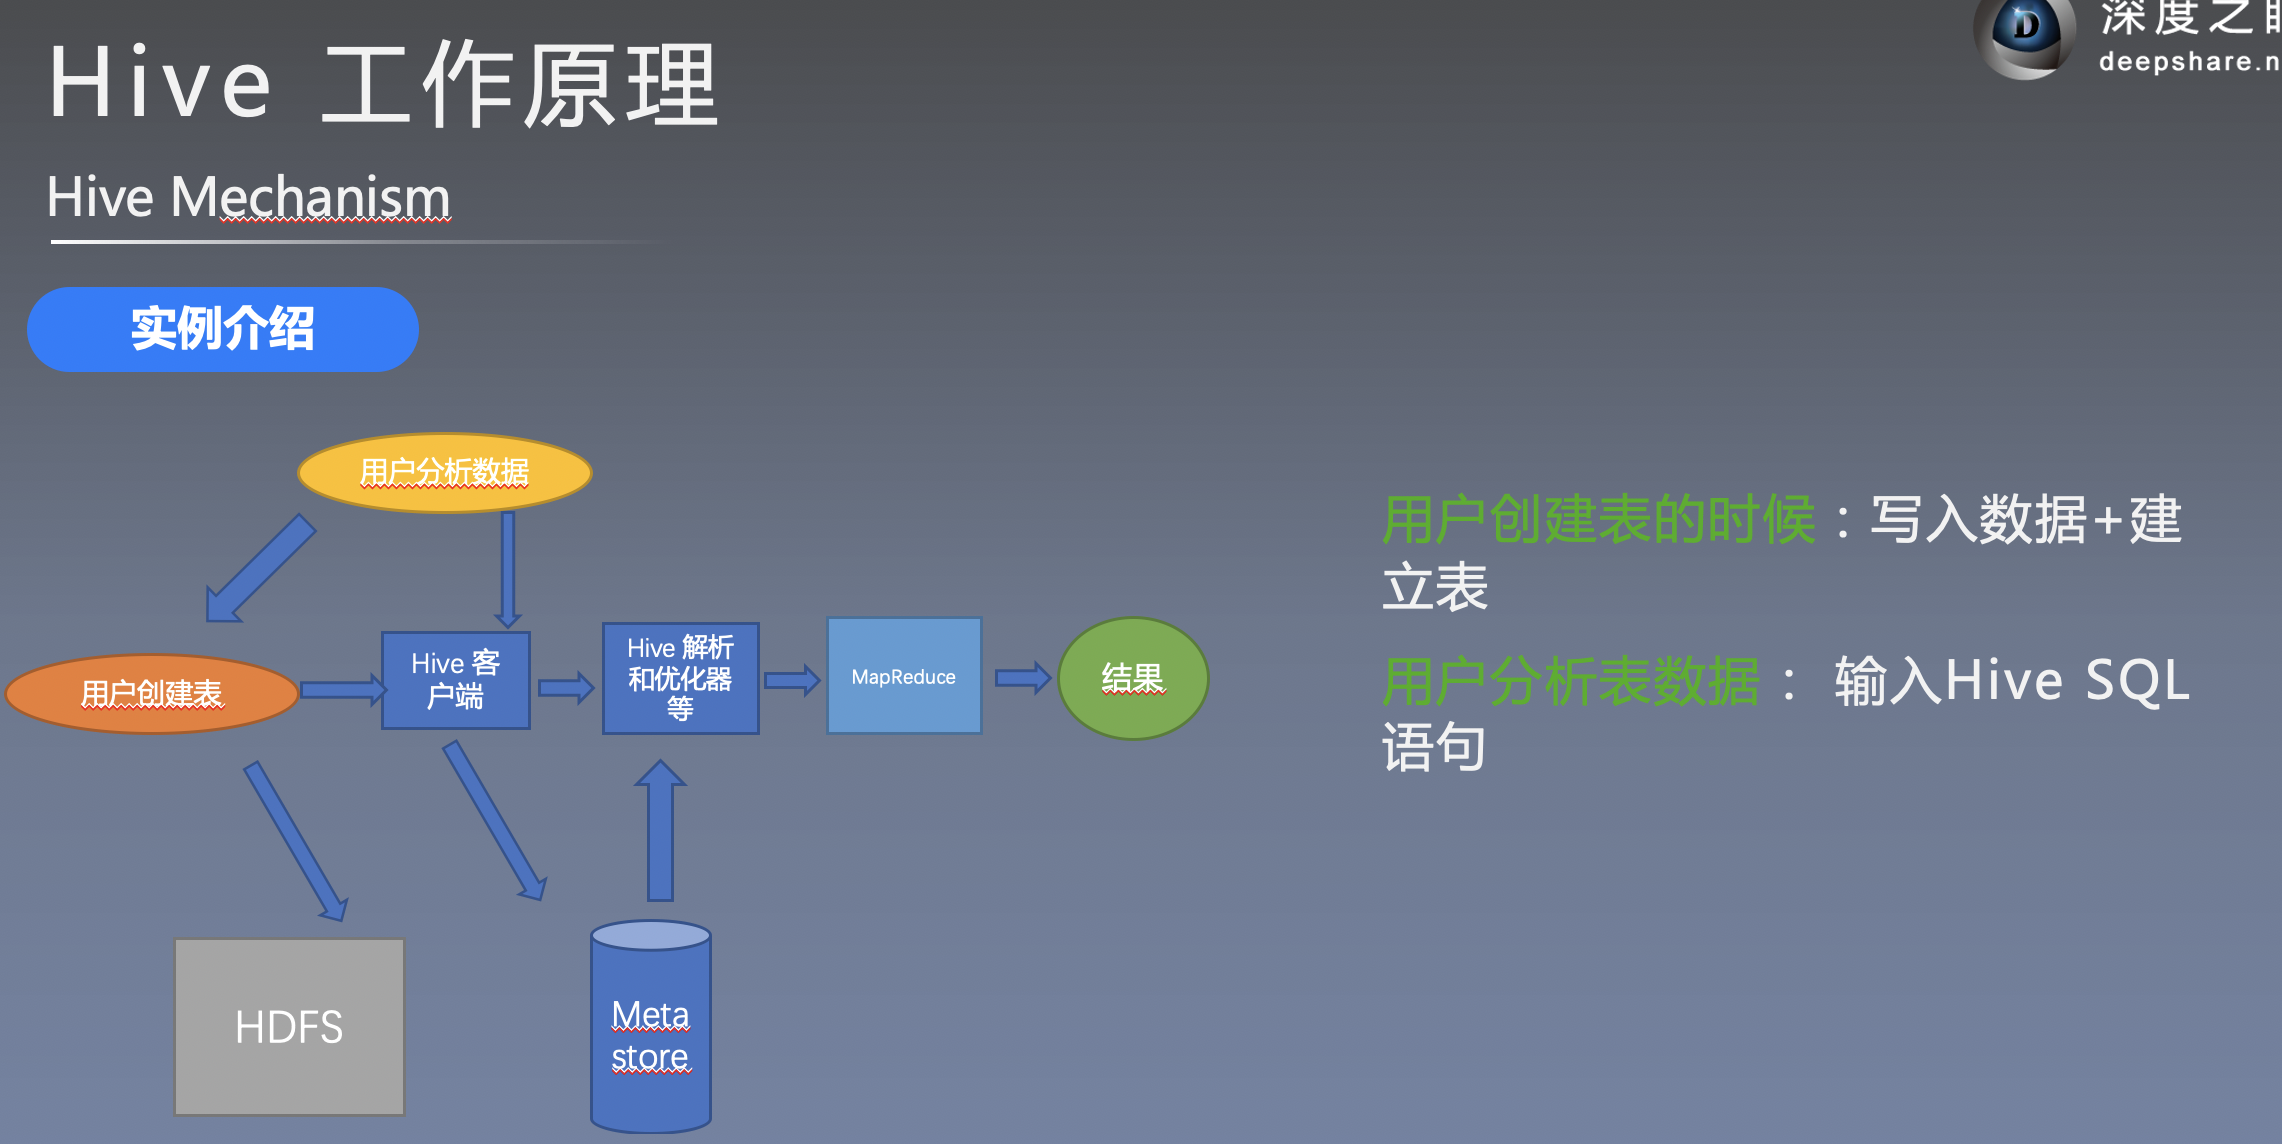 Hive 工作原理
深度之
deepshare.n
Hive Mechanism
实例介绍
用户分析数据
用户创建表的时候：写入数据+建
立表
用户分析表数据： 输入Hive SQL
语句
用户创建表
Hive 客
户端
Hive 解析
和优化器
等
MapReduce
结果
HDFS
Meta
store